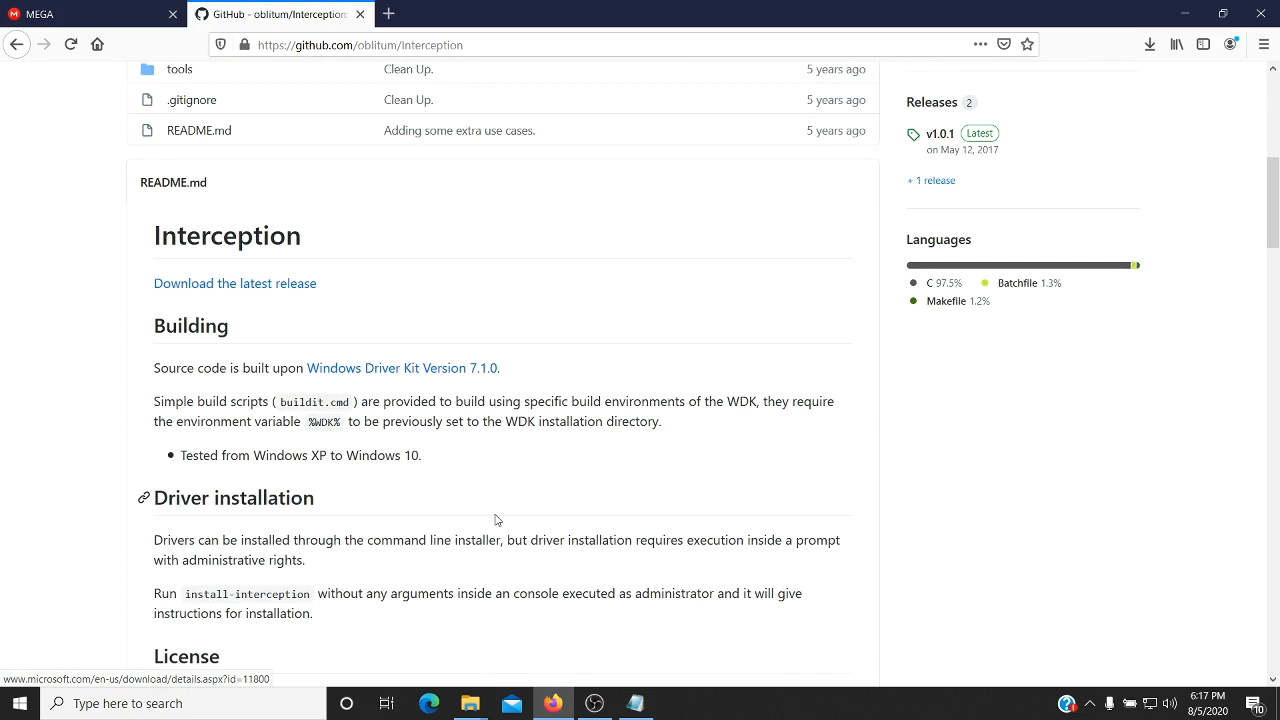 MEGA
GitHub - oblitum/Interception
https://github.com/oblitum/Interception
tools Clean Up. 5 years ago
.gitignore Clean Up. 5 years ago
README.md Adding some extra use cases. 5 years ago
Releases 2
v1.0.1 Latest
on May 12, 2017
+ 1 release
Languages
C 97.5% Batchfile 1.3%
Makefile 1.2%
README.md
Interception
Download the latest release
Building
Source code is built upon Windows Driver Kit Version 7.1.0.
Simple build scripts ( buildit.cmd ) are provided to build using specific build environments of the WDK, they require
the environment variable %WDK% to be previously set to the WDK installation directory.
Tested from Windows XP to Windows 10.
Driver installation
Drivers can be installed through the command line installer, but driver installation requires execution inside a prompt
with administrative rights.
Run install-interception without any arguments inside an console executed as administrator and it will give
instructions for installation.
License
www.microsoft.com/en-us/download/details.aspx?id=11800
Type here to search
6:17 PM
8/5/2020
10